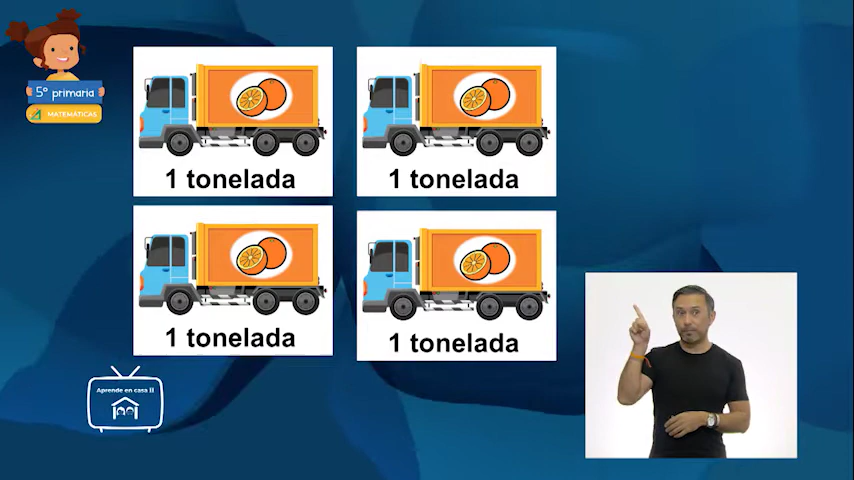 5° primaria
MATEMÁTICAS
1 tonelada
1 tonelada
1 tonelada
1 tonelada
Aprende en casa II